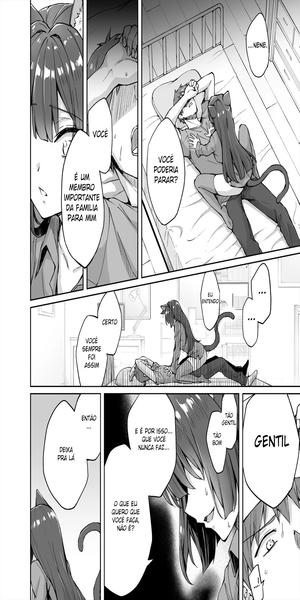 ...NENE.
VOCÊ
PODERIA
PARAR?
VOCÊ
É UM
MEMBRO
IMPORTANTE
DA FAMILIA
PARA MIM
...
...
EU
ENTENDO
CERTO
VOCÊ
SEMPRE
FOI
ASSIM
GENTIL
TÃO
GENTIL
TÃO
BOM
E É POR ISSO...
QUE VOCÊ
NUNCA
FAZ...
O QUE EU
QUERO QUE
VOCÊ FAÇA,
NÃO É?
ENTÃO
...
DEIXA
PRA LÁ